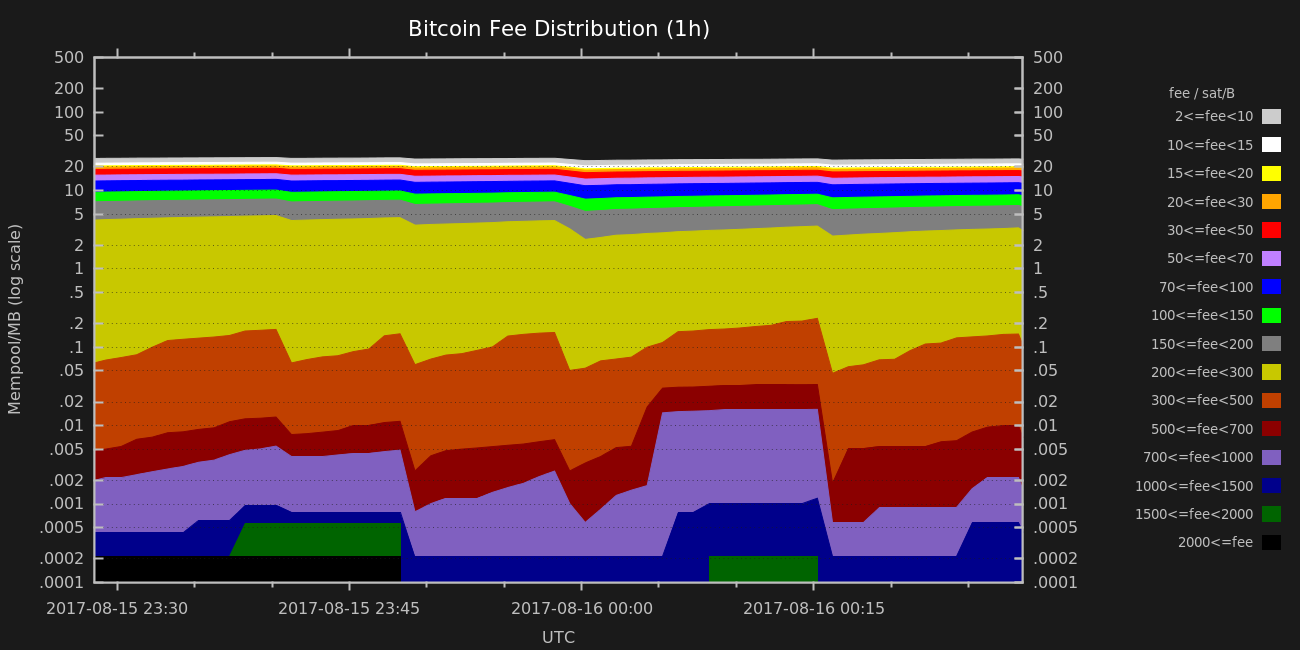 Bitcoin Fee Distribution (1h)
500
200
100
50
20
10
5
2
1
.5
.2
.1
.05
.02
.01
.005
.002
.001
.0005
.0002
.0001
Mempool/MB (log scale)
500
200
100
50
20
10
5
2
1
.5
.2
.1
.05
.02
.01
.005
.002
.001
.0005
.0002
.0001
2017-08-15 23:30
2017-08-15 23:45
2017-08-16 00:00
2017-08-16 00:15
UTC
fee / sat/B
2<=fee<10
10<=fee<15
15<=fee<20
20<=fee<30
30<=fee<50
50<=fee<70
70<=fee<100
100<=fee<150
150<=fee<200
200<=fee<300
300<=fee<500
500<=fee<700
700<=fee<1000
1000<=fee<1500
1500<=fee<2000
2000<=fee